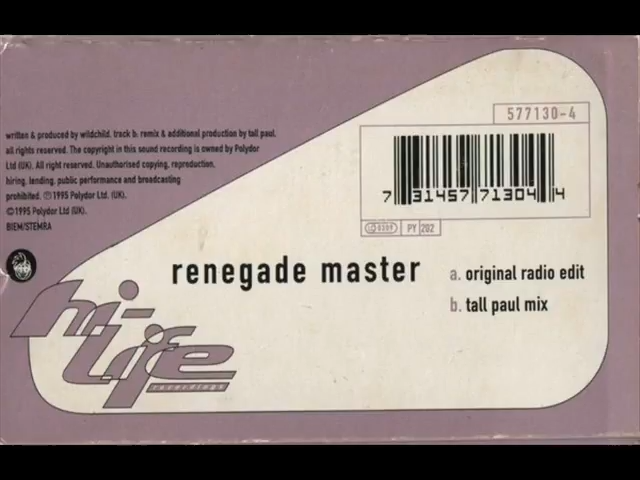 577130-4
written & produced by wildchild. track b: remix & additional production by tall paul.
all rights reserved. The copyright in this sound recording is owned by Polydor
Ltd (UK). All right reserved. Unauthorised copying, reproduction,
hiring, lending, public performance and broadcasting
prohibited. ℗1995 Polydor Ltd (UK).
©1995 Polydor Ltd (UK).
BIEM/STEMRA
7 31457 71304 4
LC 0309 PY 202
renegade master
a. original radio edit
b. tall paul mix
hi-
life
recordings